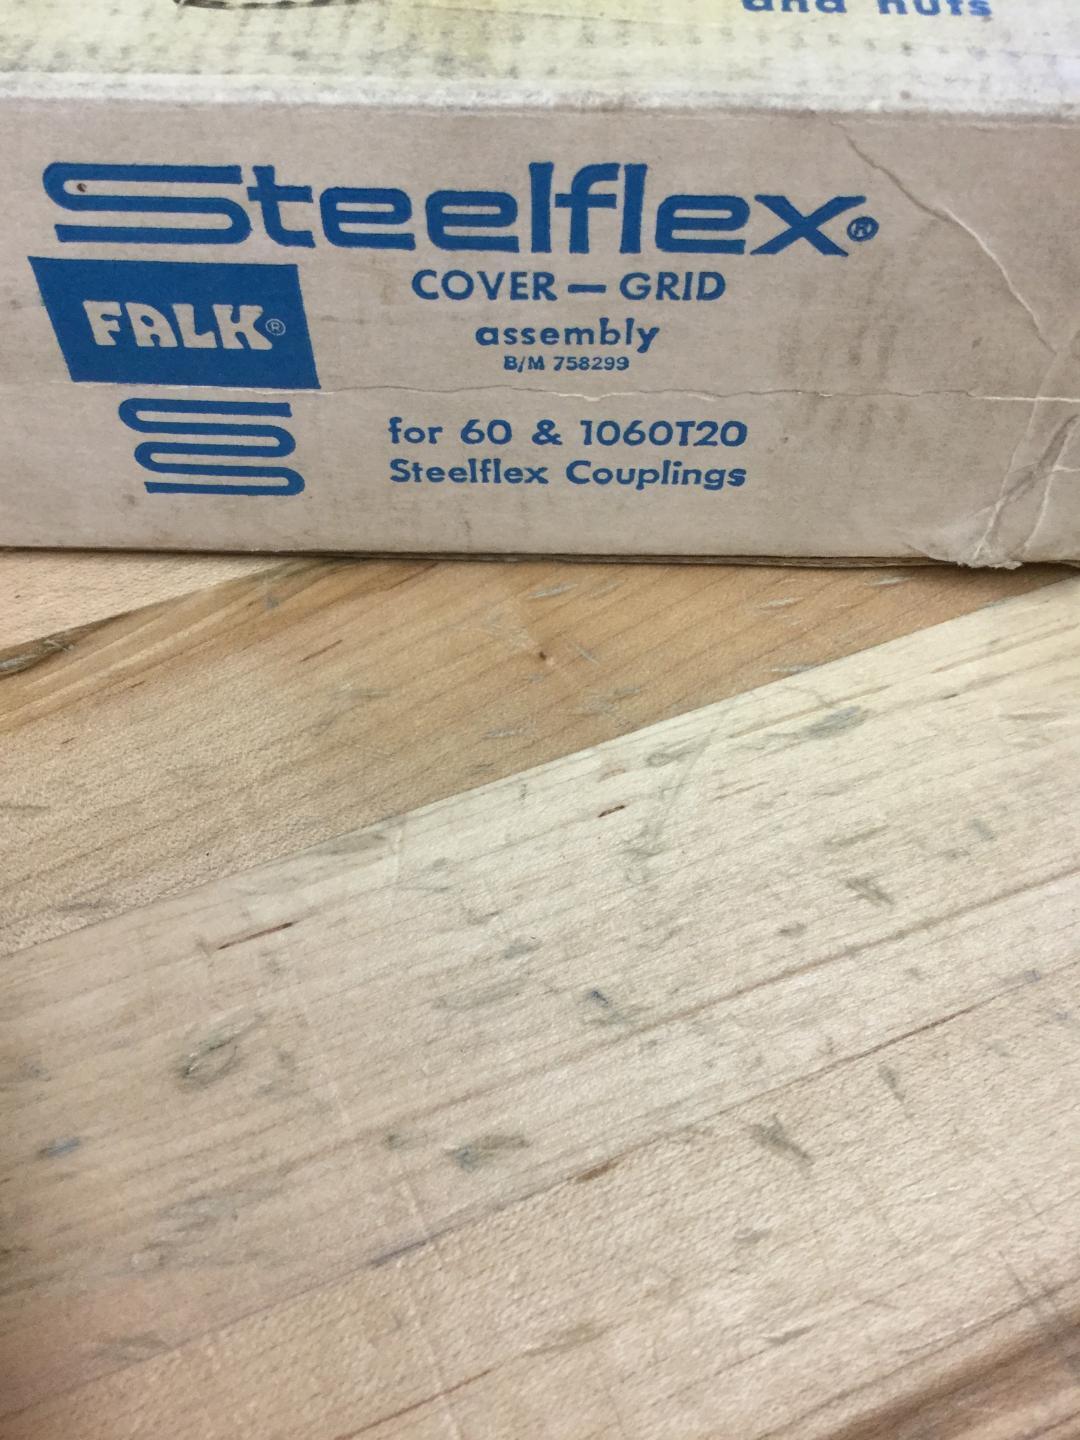 and nuts
Steelflex®
COVER — GRID
FALK®
assembly
B/M 758299
for 60 & 1060T20
Steelflex Couplings